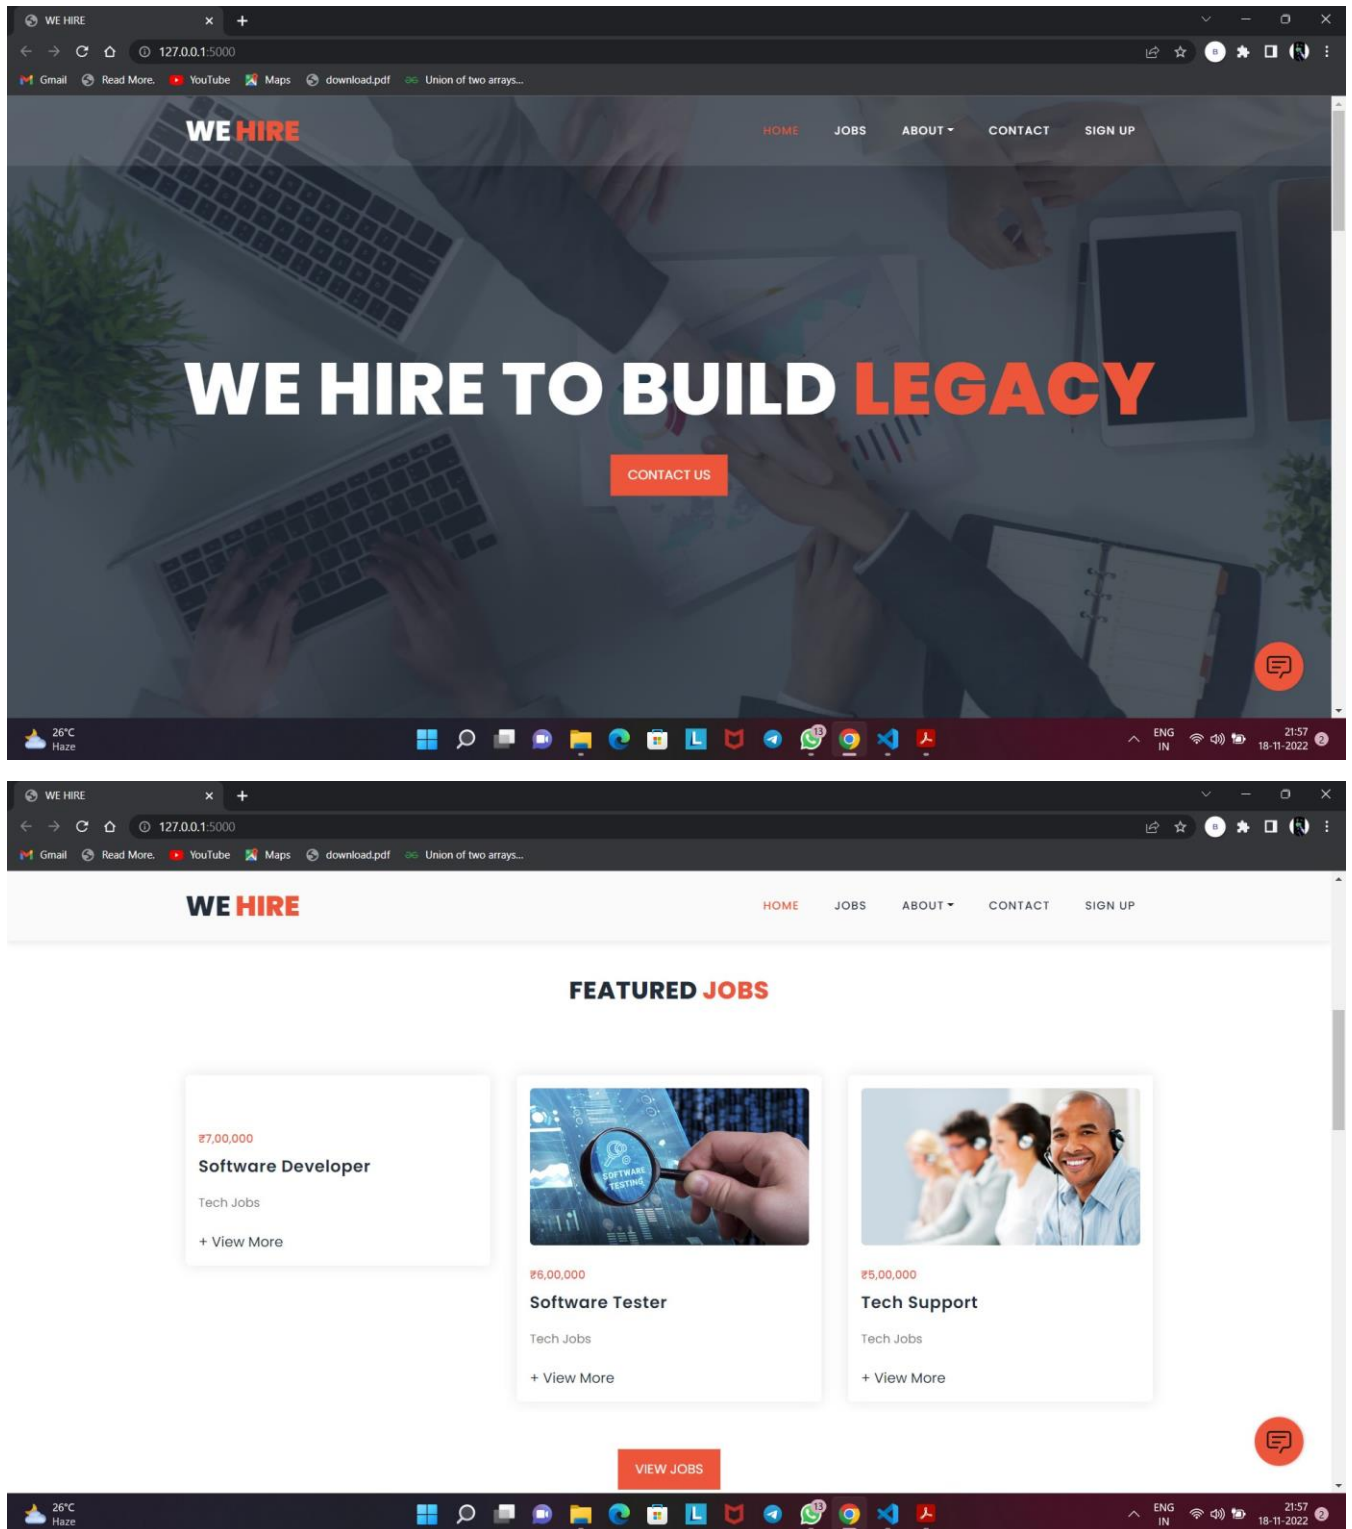 WE HIRE
127.0.0.1:5000
Gmail Read More. YouTube Maps download.pdf Union of two arrays...
WE HIRE HOME JOBS ABOUT CONTACT SIGN UP
WE HIRE TO BUILD LEGACY
CONTACT US
26°C
Haze
13
ENG
IN
21:57
18-11-2022
2
WE HIRE
127.0.0.1:5000
Gmail Read More. YouTube Maps download.pdf Union of two arrays...
WE HIRE HOME JOBS ABOUT CONTACT SIGN UP
FEATURED JOBS
₹7,00,000
Software Developer
Tech Jobs
+ View More
SOFTWARE
TESTING
₹6,00,000
Software Tester
Tech Jobs
+ View More
₹5,00,000
Tech Support
Tech Jobs
+ View More
VIEW JOBS
26°C
Haze
13
ENG
IN
21:57
18-11-2022
2